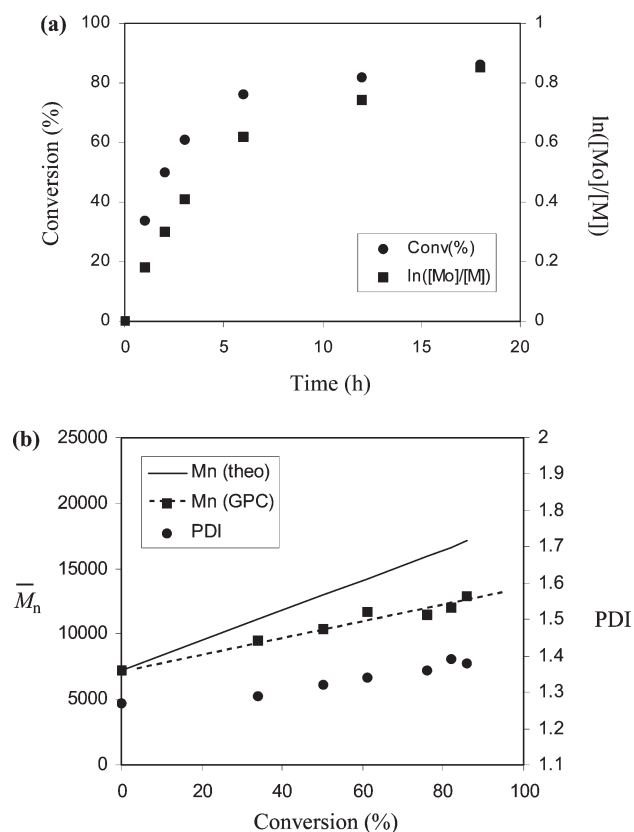 (a)
100
80
60
40
20
0
Conversion (%)
1
0.8
0.6
0.4
0.2
0
ln([Mo]/[M])
Conv(%)
ln([Mo]/[M])
0 5 10 15 20
Time (h)
(b)
25000
20000
15000
10000
5000
0
Mn
2
1.9
1.8
1.7
1.6
1.5
1.4
1.3
1.2
1.1
PDI
Mn (theo)
Mn (GPC)
PDI
0 20 40 60 80 100
Conversion (%)